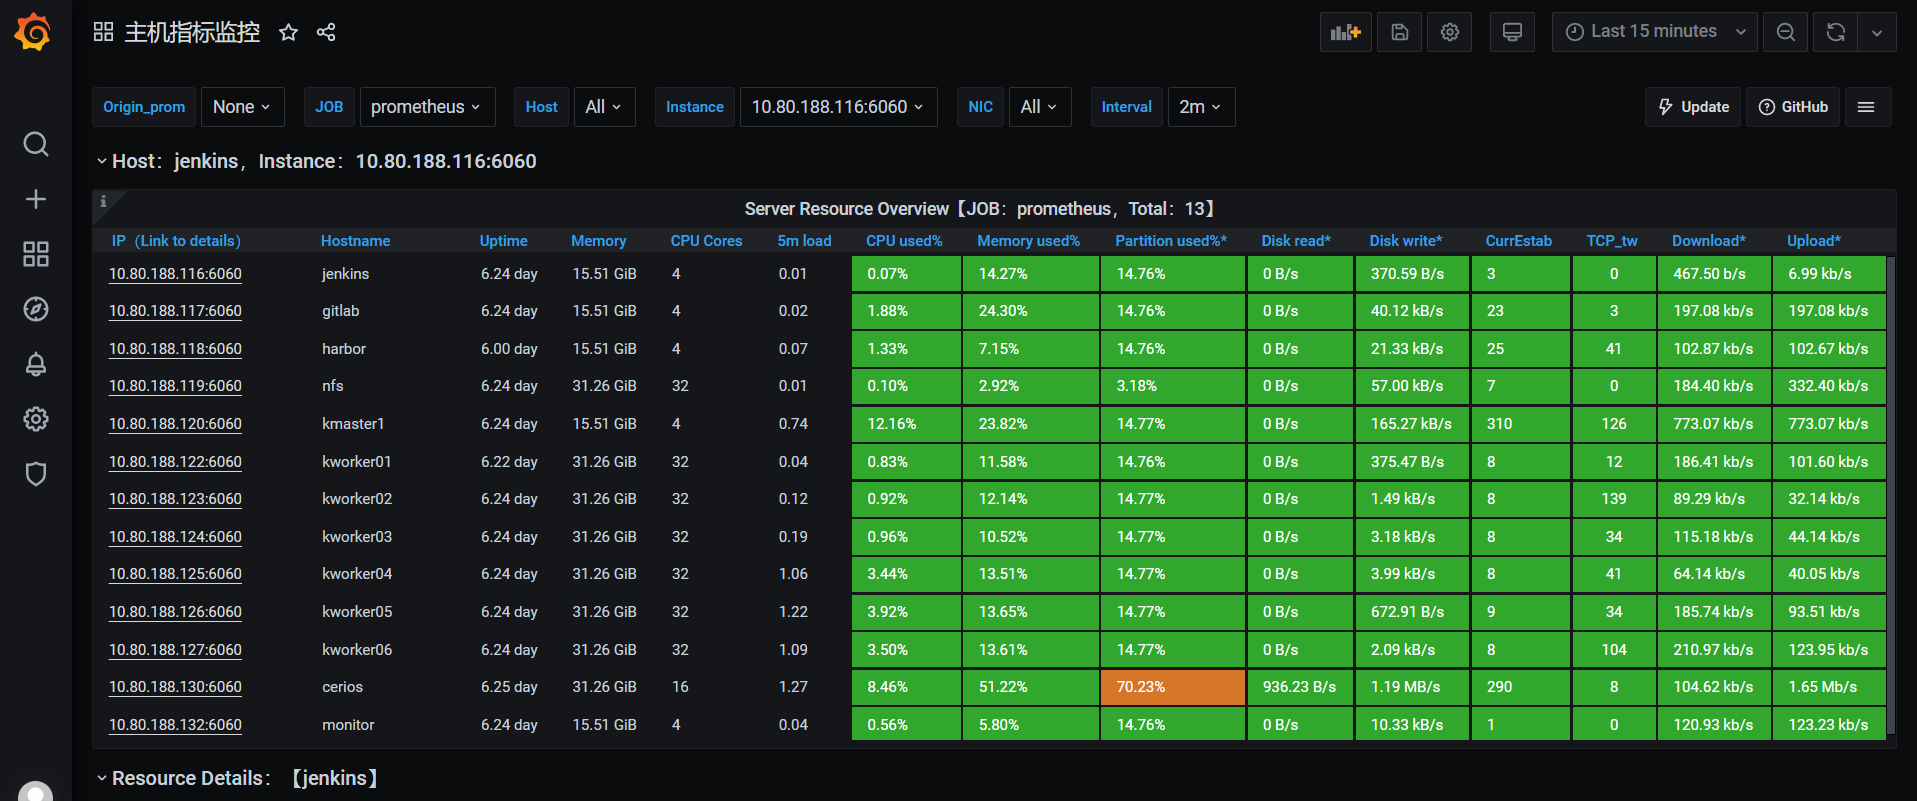 主机指标监控
Last 15 minutes
Origin_prom None JOB prometheus Host All Instance 10.80.188.116:6060 NIC All Interval 2m Update GitHub
Host：jenkins，Instance：10.80.188.116:6060
Server Resource Overview【JOB：prometheus，Total：13】
IP（Link to details） Hostname Uptime Memory CPU Cores 5m load CPU used% Memory used% Partition used%* Disk read* Disk write* CurrEstab TCP_tw Download* Upload*
10.80.188.116:6060 jenkins 6.24 day 15.51 GiB 4 0.01 0.07% 14.27% 14.76% 0 B/s 370.59 B/s 3 0 467.50 b/s 6.99 kb/s
10.80.188.117:6060 gitlab 6.24 day 15.51 GiB 4 0.02 1.88% 24.30% 14.76% 0 B/s 40.12 kB/s 23 3 197.08 kb/s 197.08 kb/s
10.80.188.118:6060 harbor 6.00 day 15.51 GiB 4 0.07 1.33% 7.15% 14.76% 0 B/s 21.33 kB/s 25 41 102.87 kb/s 102.67 kb/s
10.80.188.119:6060 nfs 6.24 day 31.26 GiB 32 0.01 0.10% 2.92% 3.18% 0 B/s 57.00 kB/s 7 0 184.40 kb/s 332.40 kb/s
10.80.188.120:6060 kmaster1 6.24 day 15.51 GiB 4 0.74 12.16% 23.82% 14.77% 0 B/s 165.27 kB/s 310 126 773.07 kb/s 773.07 kb/s
10.80.188.122:6060 kworker01 6.22 day 31.26 GiB 32 0.04 0.83% 11.58% 14.76% 0 B/s 375.47 B/s 8 12 186.41 kb/s 101.60 kb/s
10.80.188.123:6060 kworker02 6.24 day 31.26 GiB 32 0.12 0.92% 12.14% 14.77% 0 B/s 1.49 kB/s 8 139 89.29 kb/s 32.14 kb/s
10.80.188.124:6060 kworker03 6.24 day 31.26 GiB 32 0.19 0.96% 10.52% 14.77% 0 B/s 3.18 kB/s 8 34 115.18 kb/s 44.14 kb/s
10.80.188.125:6060 kworker04 6.24 day 31.26 GiB 32 1.06 3.44% 13.51% 14.77% 0 B/s 3.99 kB/s 8 41 64.14 kb/s 40.05 kb/s
10.80.188.126:6060 kworker05 6.24 day 31.26 GiB 32 1.22 3.92% 13.65% 14.77% 0 B/s 672.91 B/s 9 34 185.74 kb/s 93.51 kb/s
10.80.188.127:6060 kworker06 6.24 day 31.26 GiB 32 1.09 3.50% 13.61% 14.77% 0 B/s 2.09 kB/s 8 104 210.97 kb/s 123.95 kb/s
10.80.188.130:6060 cerios 6.25 day 31.26 GiB 16 1.27 8.46% 51.22% 70.23% 936.23 B/s 1.19 MB/s 290 8 104.62 kb/s 1.65 Mb/s
10.80.188.132:6060 monitor 6.24 day 15.51 GiB 4 0.04 0.56% 5.80% 14.76% 0 B/s 10.33 kB/s 1 0 120.93 kb/s 123.23 kb/s
Resource Details：【jenkins】